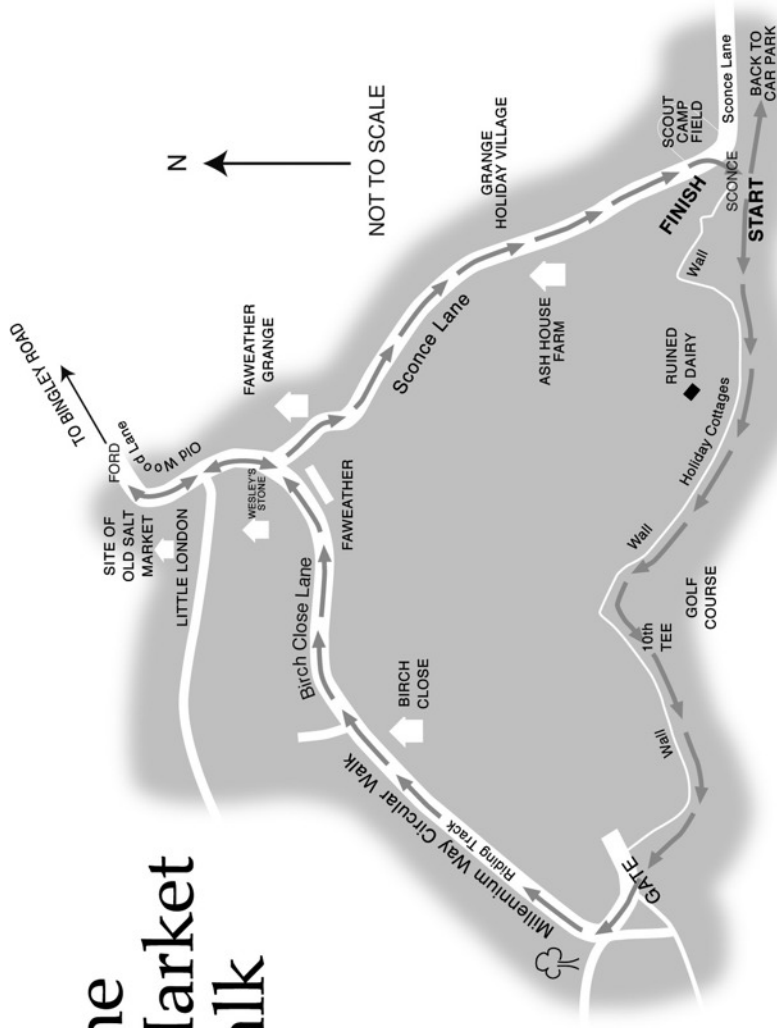 ne
Market
alk
N
NOT TO SCALE
TO BINGLEY ROAD
FORD
Old Wood Lane
SITE OF
OLD SALT
MARKET
LITTLE LONDON
WESLEY'S
STONE
FAWEATHER
GRANGE
FAWEATHER
Birch Close Lane
BIRCH
CLOSE
Millennium Way Circular Walk
Riding Track
GATE
Sconce Lane
GRANGE
HOLIDAY VILLAGE
ASH HOUSE
FARM
SCOUT
CAMP
FIELD
Sconce Lane
FINISH
SCONCE
START
BACK TO
CAR PARK
Wall
RUINED
DAIRY
Holiday Cottages
Wall
GOLF
COURSE
10th
TEE
Wall